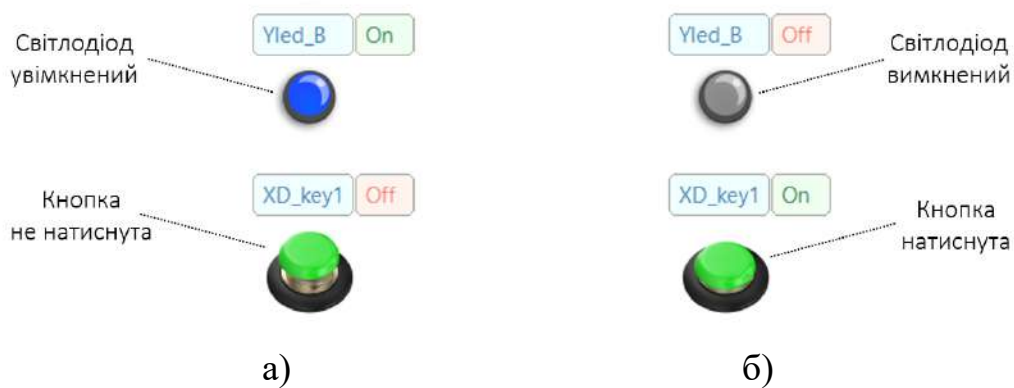 Світлодіод
увімкнений
Yled_B On
Yled_B Off
Світлодіод
вимкнений
Кнопка
не натиснута
XD_key1 Off
XD_key1 On
Кнопка
натиснута
а)
б)